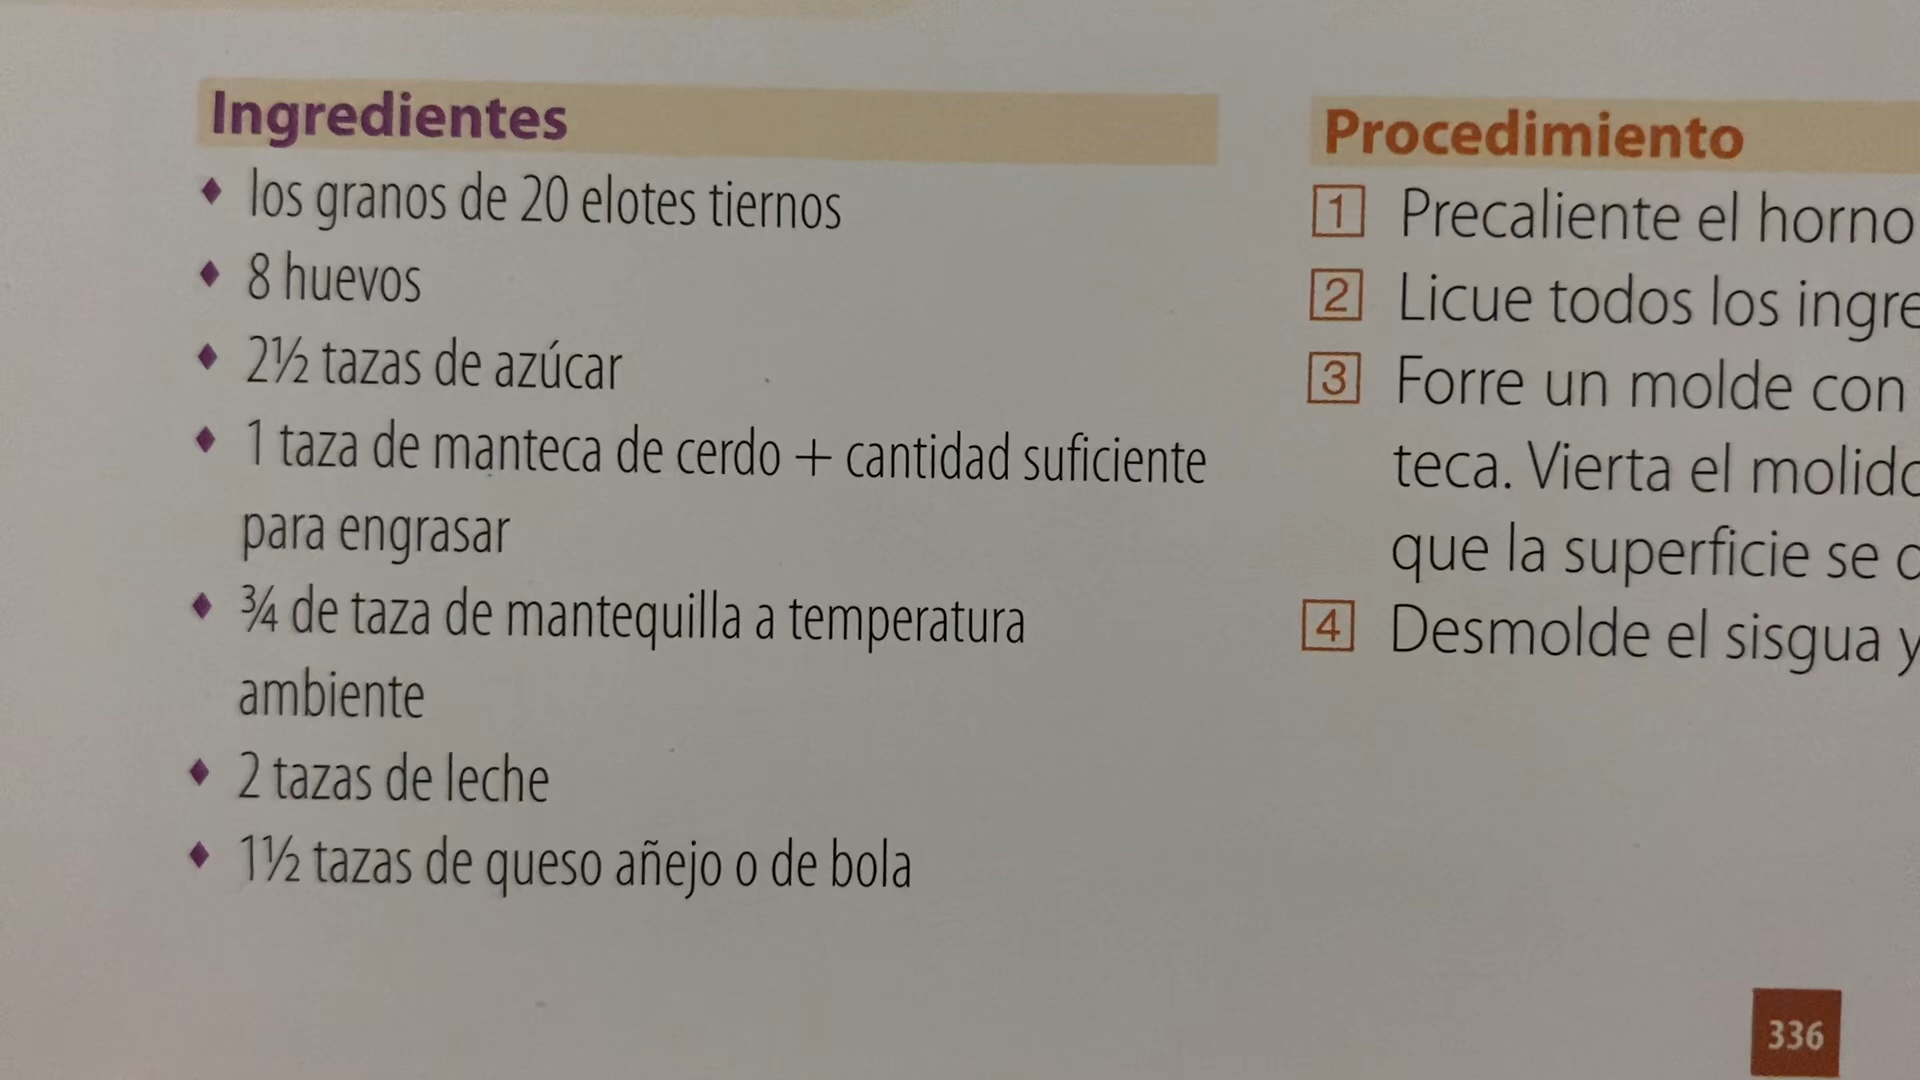 Ingredientes
los granos de 20 elotes tiernos
8 huevos
2½ tazas de azúcar
1 taza de manteca de cerdo + cantidad suficiente
para engrasar
¾ de taza de mantequilla a temperatura
ambiente
2 tazas de leche
1½ tazas de queso añejo o de bola
Procedimiento
1 Precaliente el horno
2 Licue todos los ingre
3 Forre un molde con
teca. Vierta el molido
que la superficie se
4 Desmolde el sisgua y
336